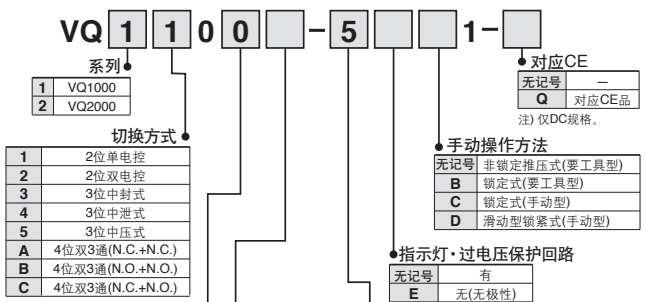 VQ 1 1 0 0 - 5 1 -
系列
1 VQ1000
2 VQ2000
切换方式
1 2位单电控
2 2位双电控
3 3位中封式
4 3位中泄式
5 3位中压式
A 4位双3通(N.C.+N.C.)
B 4位双3通(N.O.+N.O.)
C 4位双3通(N.C.+N.O.)
对应CE
无记号 —
Q 对应CE品
注) 仅DC规格。
手动操作方法
无记号 非锁定推压式(要工具型)
B 锁定式(要工具型)
C 锁定式(手动型)
D 滑动型锁紧式(手动型)
指示灯·过电压保护回路
无记号 有
E 无(无极性)